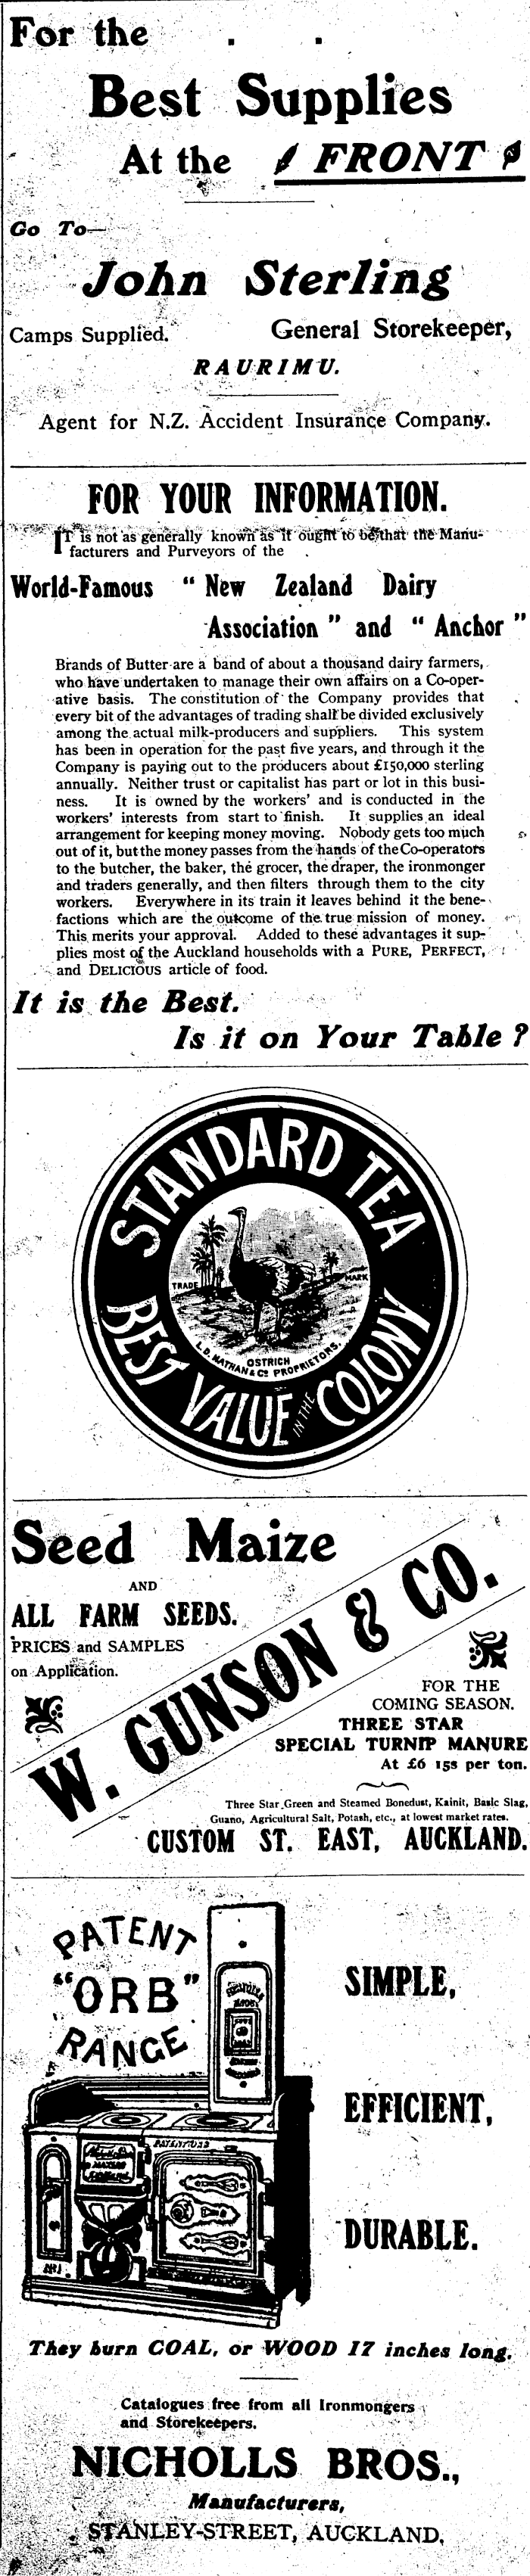 For the
Best Supplies
At the FRONT
Go To—
John Sterling
Camps Supplied. General Storekeeper,
RAURIMU.
Agent for N.Z. Accident Insurance Company.
FOR YOUR INFORMATION.
IT is not as generally known as it ought to be that the Manu-
facturers and Purveyors of the
World-Famous "New Zealand Dairy
Association" and "Anchor"
Brands of Butter are a band of about a thousand dairy farmers,
who have undertaken to manage their own affairs on a Co-oper-
ative basis. The constitution of the Company provides that
every bit of the advantages of trading shall be divided exclusively
among the actual milk-producers and suppliers. This system
has been in operation for the past five years, and through it the
Company is paying out to the producers about £150,000 sterling
annually. Neither trust or capitalist has part or lot in this busi-
ness. It is owned by the workers' and is conducted in the
workers' interests from start to finish. It supplies an ideal
arrangement for keeping money moving. Nobody gets too much
out of it, but the money passes from the hands of the Co-operators
to the butcher, the baker, the grocer, the draper, the ironmonger
and traders generally, and then filters through them to the city
workers. Everywhere in its train it leaves behind it the bene-
factions which are the outcome of the true mission of money.
This merits your approval. Added to these advantages it sup-
plies most of the Auckland households with a PURE, PERFECT,
and DELICIOUS article of food.
It is the Best.
Is it on Your Table?
STANDARD TEA
TRADE MARK
OSTRICH
L.D. NATHAN & Co PROPRIETORS.
BEST VALUE IN THE COLONY
Seed Maize
AND
ALL FARM SEEDS.
PRICES and SAMPLES
on Application.
W. GUNSON & CO.
FOR THE
COMING SEASON.
THREE STAR
SPECIAL TURNIP MANURE
At £6 15s per ton.
Three Star Green and Steamed Bonedust, Kainit, Basic Slag,
Guano, Agricultural Salt, Potash, etc., at lowest market rates.
CUSTOM ST. EAST, AUCKLAND.
PATENT
"ORB"
RANGE
SIMPLE,
EFFICIENT,
DURABLE.
They burn COAL, or WOOD 17 inches long.
Catalogues free from all Ironmongers
and Storekeepers.
NICHOLLS BROS.,
Manufacturers,
STANLEY-STREET, AUCKLAND.